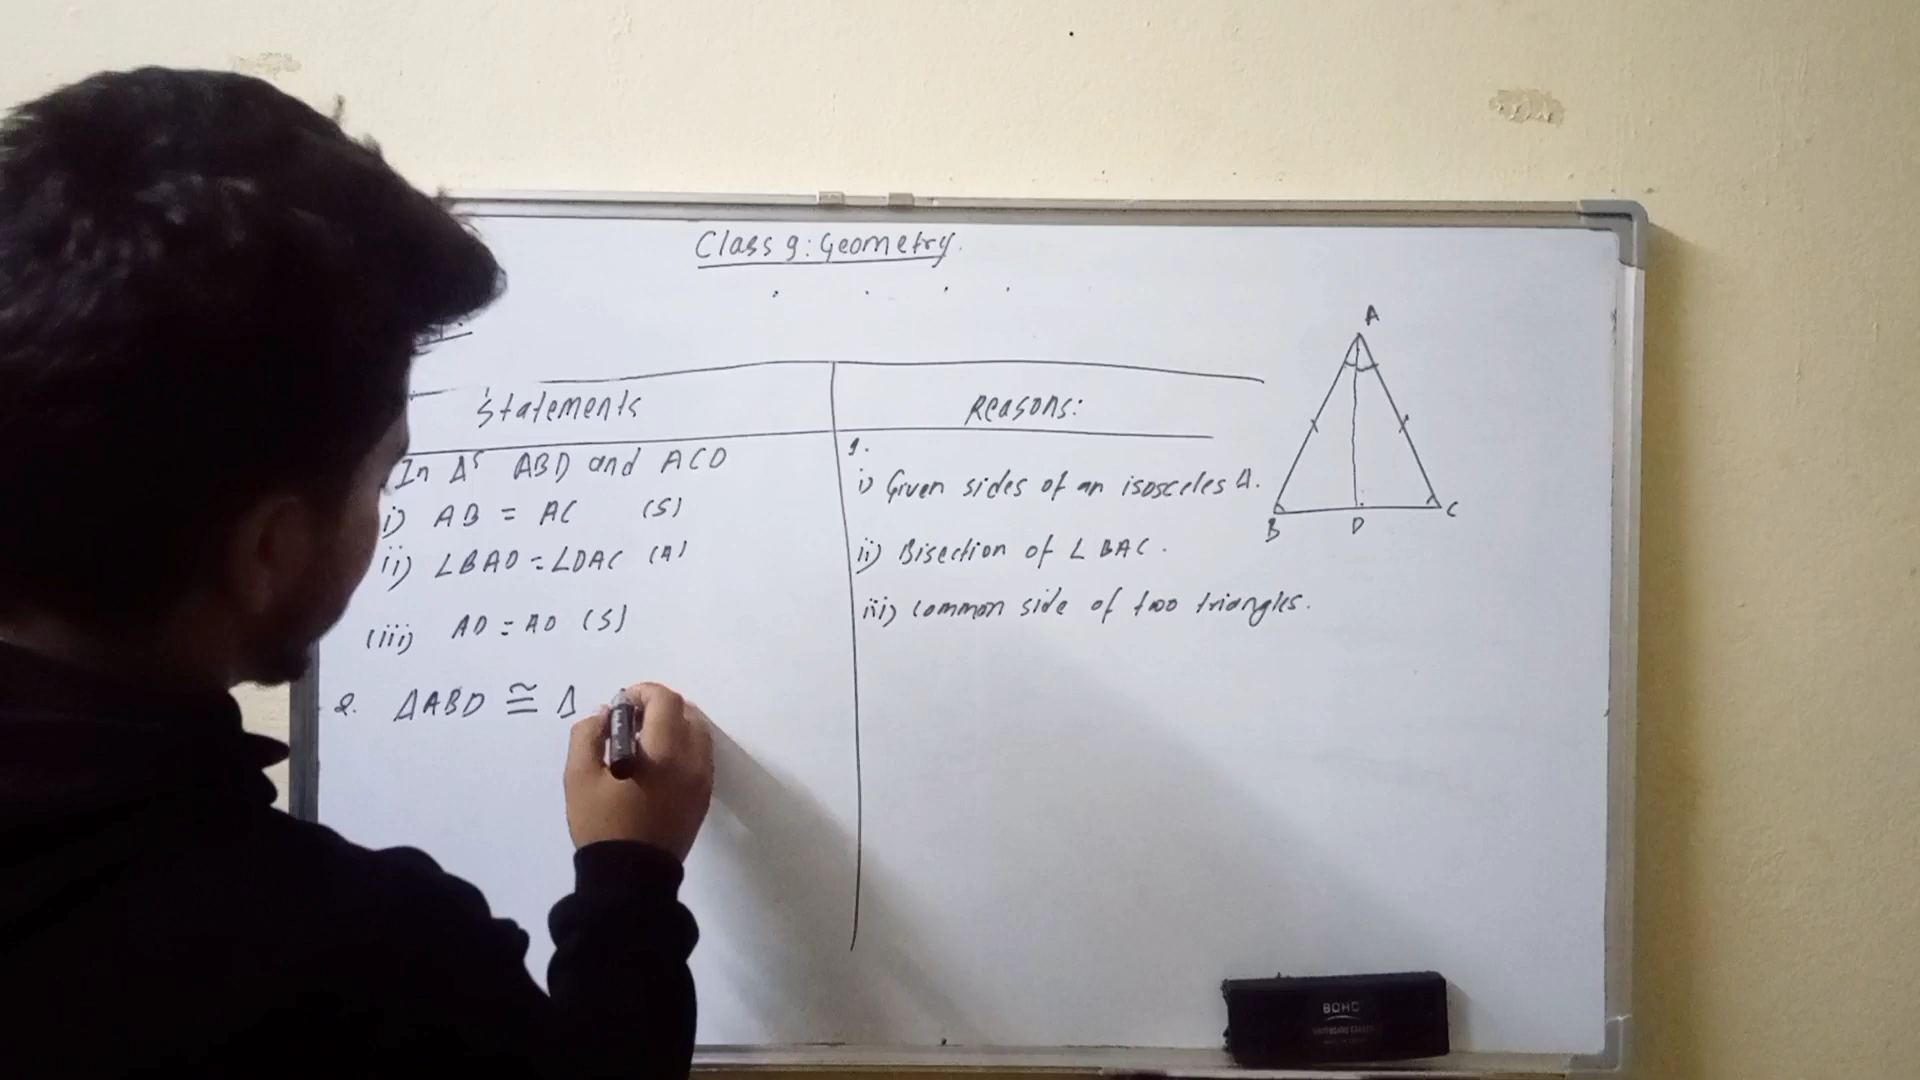 Class 9: Geometry.
Statements
Reasons:
In Δs ABD and ACD
i) AB = AC (S)
ii) ∠BAD = ∠DAC (A)
(iii) AD = AD (S)
2. ΔABD ≅ Δ
1.
i) Given sides of an isosceles Δ.
ii) Bisection of ∠BAC.
iii) Common side of two triangles.
A
B
D
C